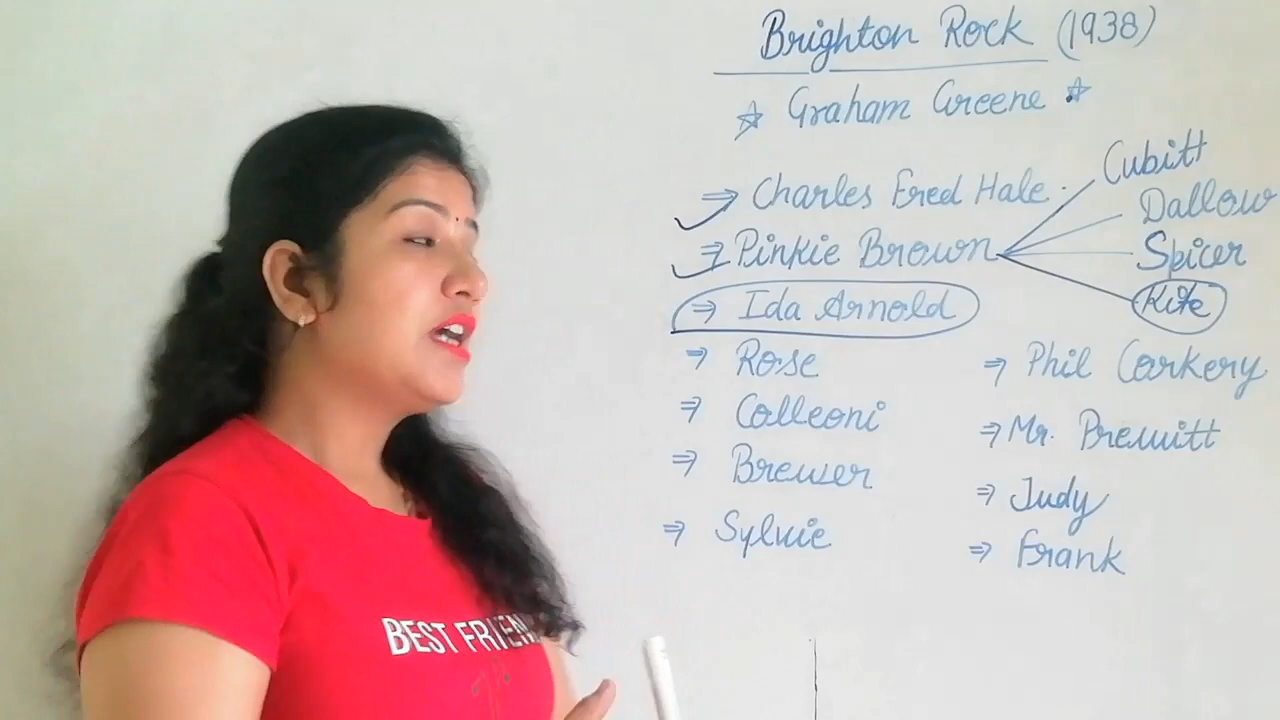 Brighton Rock (1938)
☆ Graham Greene ☆
⇒ Charles Fred Hale.
⇒ Pinkie Brown
Cubitt
Dallow
Spicer
Kite
⇒ Ida Arnold
⇒ Rose
⇒ Colleoni
⇒ Brewer
⇒ Sylvie
⇒ Phil Corkery
⇒ Mr. Prewitt
⇒ Judy
⇒ Frank
BEST FRIEN